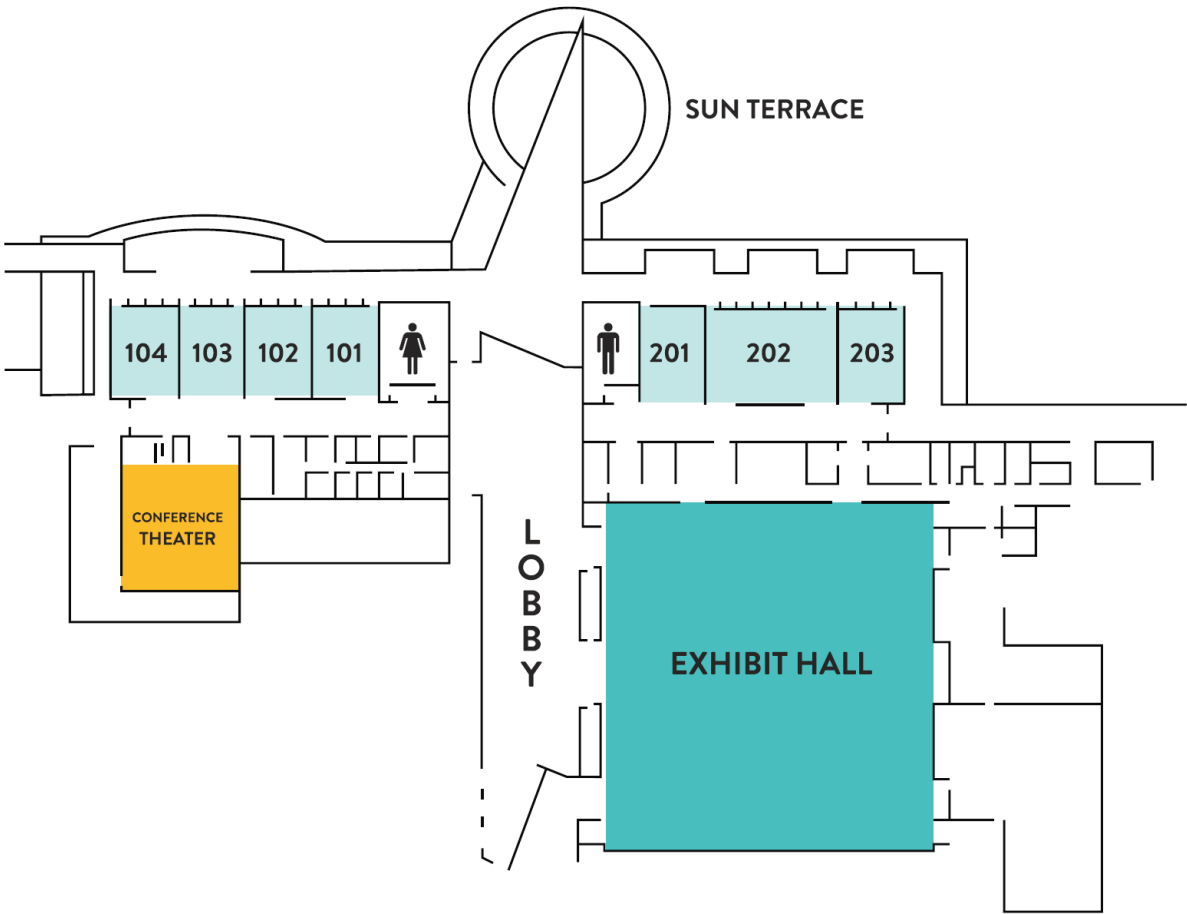 SUN TERRACE
104
103
102
101
201
202
203
CONFERENCE
THEATER
LOBBY
EXHIBIT HALL